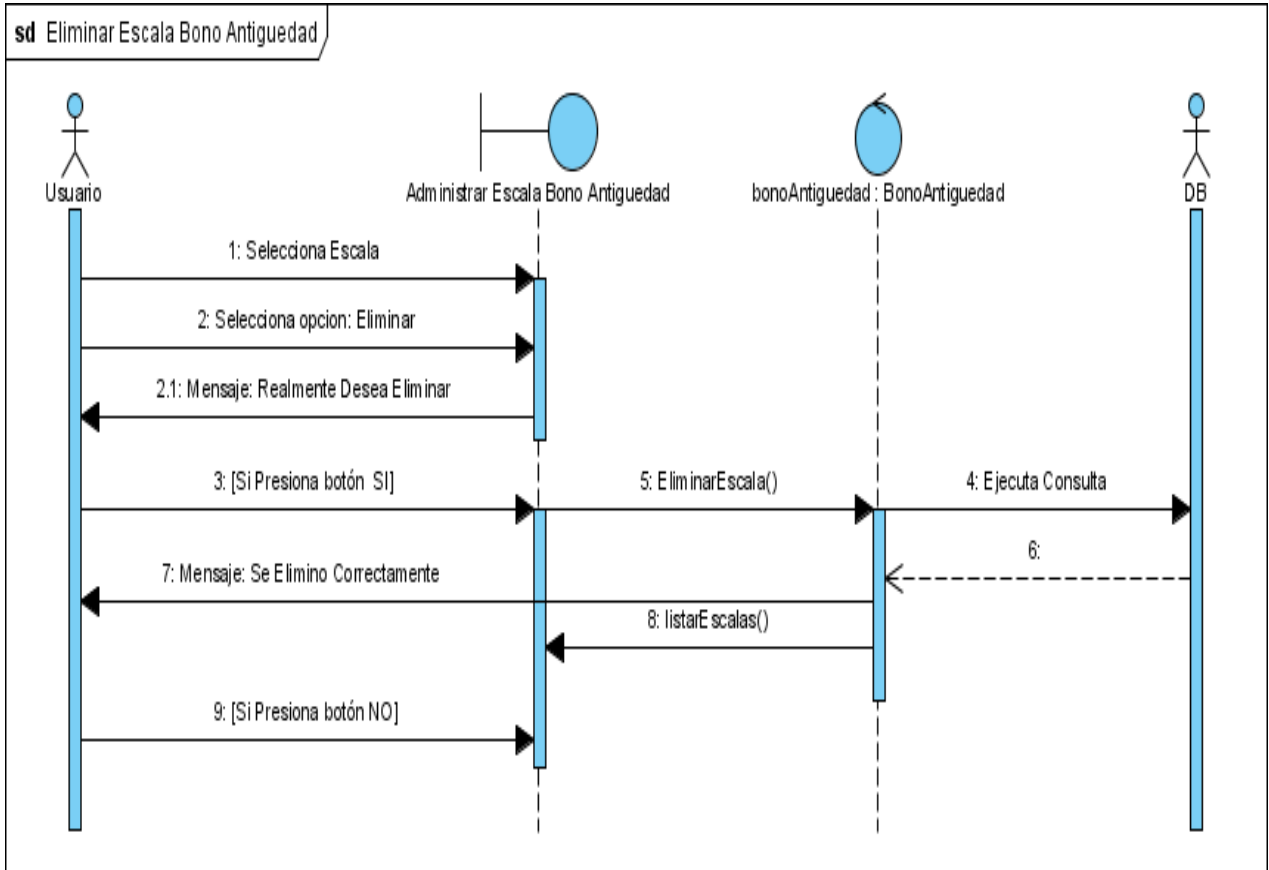 sd Eliminar Escala Bono Antiguedad
Usuario
Administrar Escala Bono Antiguedad
bonoAntiguedad : BonoAntiguedad
DB
1: Selecciona Escala
2: Selecciona opcion: Eliminar
2.1: Mensaje: Realmente Desea Eliminar
3: [Si Presiona botón SI]
5: EliminarEscala()
4: Ejecuta Consulta
6:
7: Mensaje: Se Elimino Correctamente
8: listarEscalas()
9: [Si Presiona botón NO]